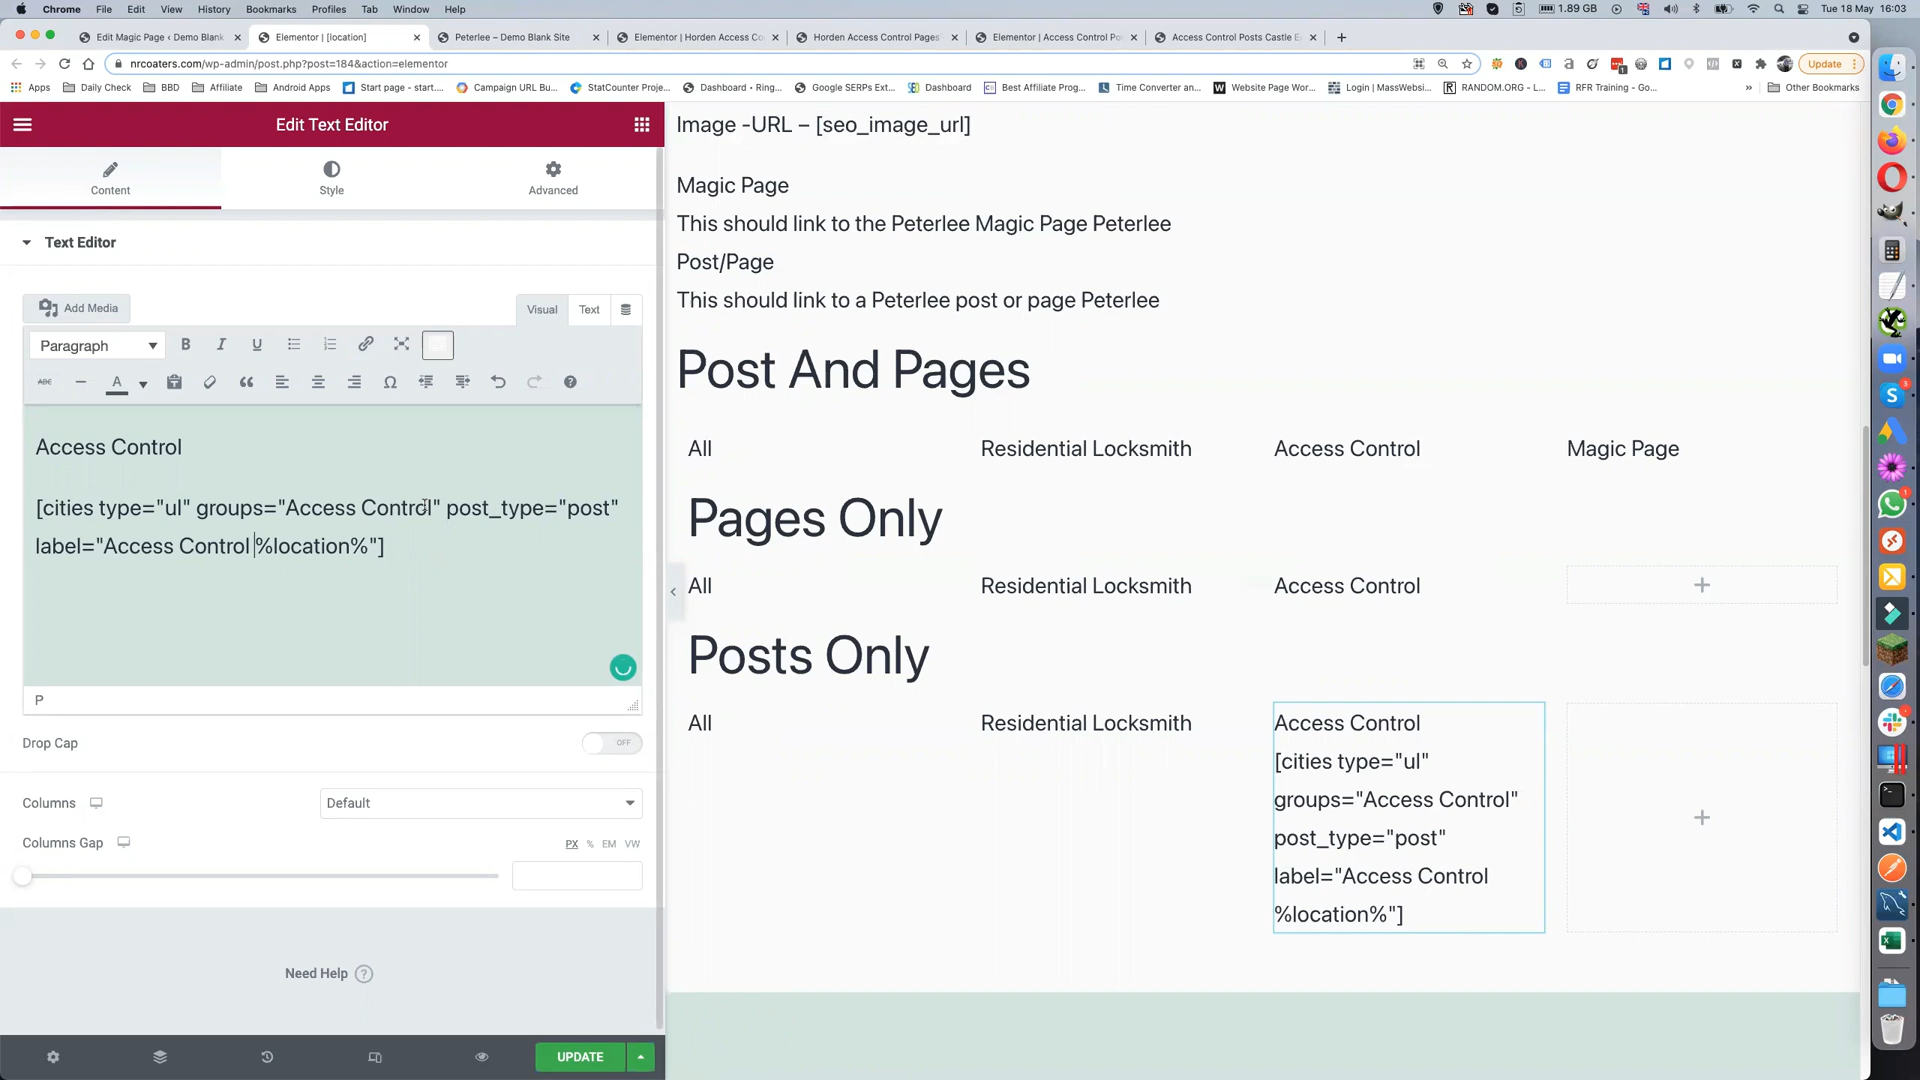 Chrome File Edit View History Bookmarks Profiles Tab Window Help 1.89 GB Tue 18 May 16:03
Edit Magic Page ‹ Demo Blank
Elementor | [location]
Peterlee – Demo Blank Site
Elementor | Horden Access Co
Horden Access Control Pages
Elementor | Access Control Po
Access Control Posts Castle E
nrcoaters.com/wp-admin/post.php?post=184&action=elementor
Update
Apps Daily Check BBD Affiliate Android Apps Start page - start.... Campaign URL Bu... StatCounter Proje... Dashboard • Ring... Google SERPs Ext... Dashboard Best Affiliate Prog... Time Converter an... Website Page Wor... Login | MassWebsi... RANDOM.ORG - L... RFR Training - Go... » Other Bookmarks
Edit Text Editor
Content
Style
Advanced
Text Editor
Add Media
Visual
Text
Paragraph
B I U
ABC
A
Access Control
[cities type="ul" groups="Access Control" post_type="post"
label="Access Control %location%"]
P
Drop Cap
OFF
Columns
Default
Columns Gap
PX % EM VW
Need Help ?
UPDATE
Image -URL – [seo_image_url]
Magic Page
This should link to the Peterlee Magic Page Peterlee
Post/Page
This should link to a Peterlee post or page Peterlee
Post And Pages
All
Residential Locksmith
Access Control
Magic Page
Pages Only
All
Residential Locksmith
Access Control
Posts Only
All
Residential Locksmith
Access Control
[cities type="ul"
groups="Access Control"
post_type="post"
label="Access Control
%location%"]